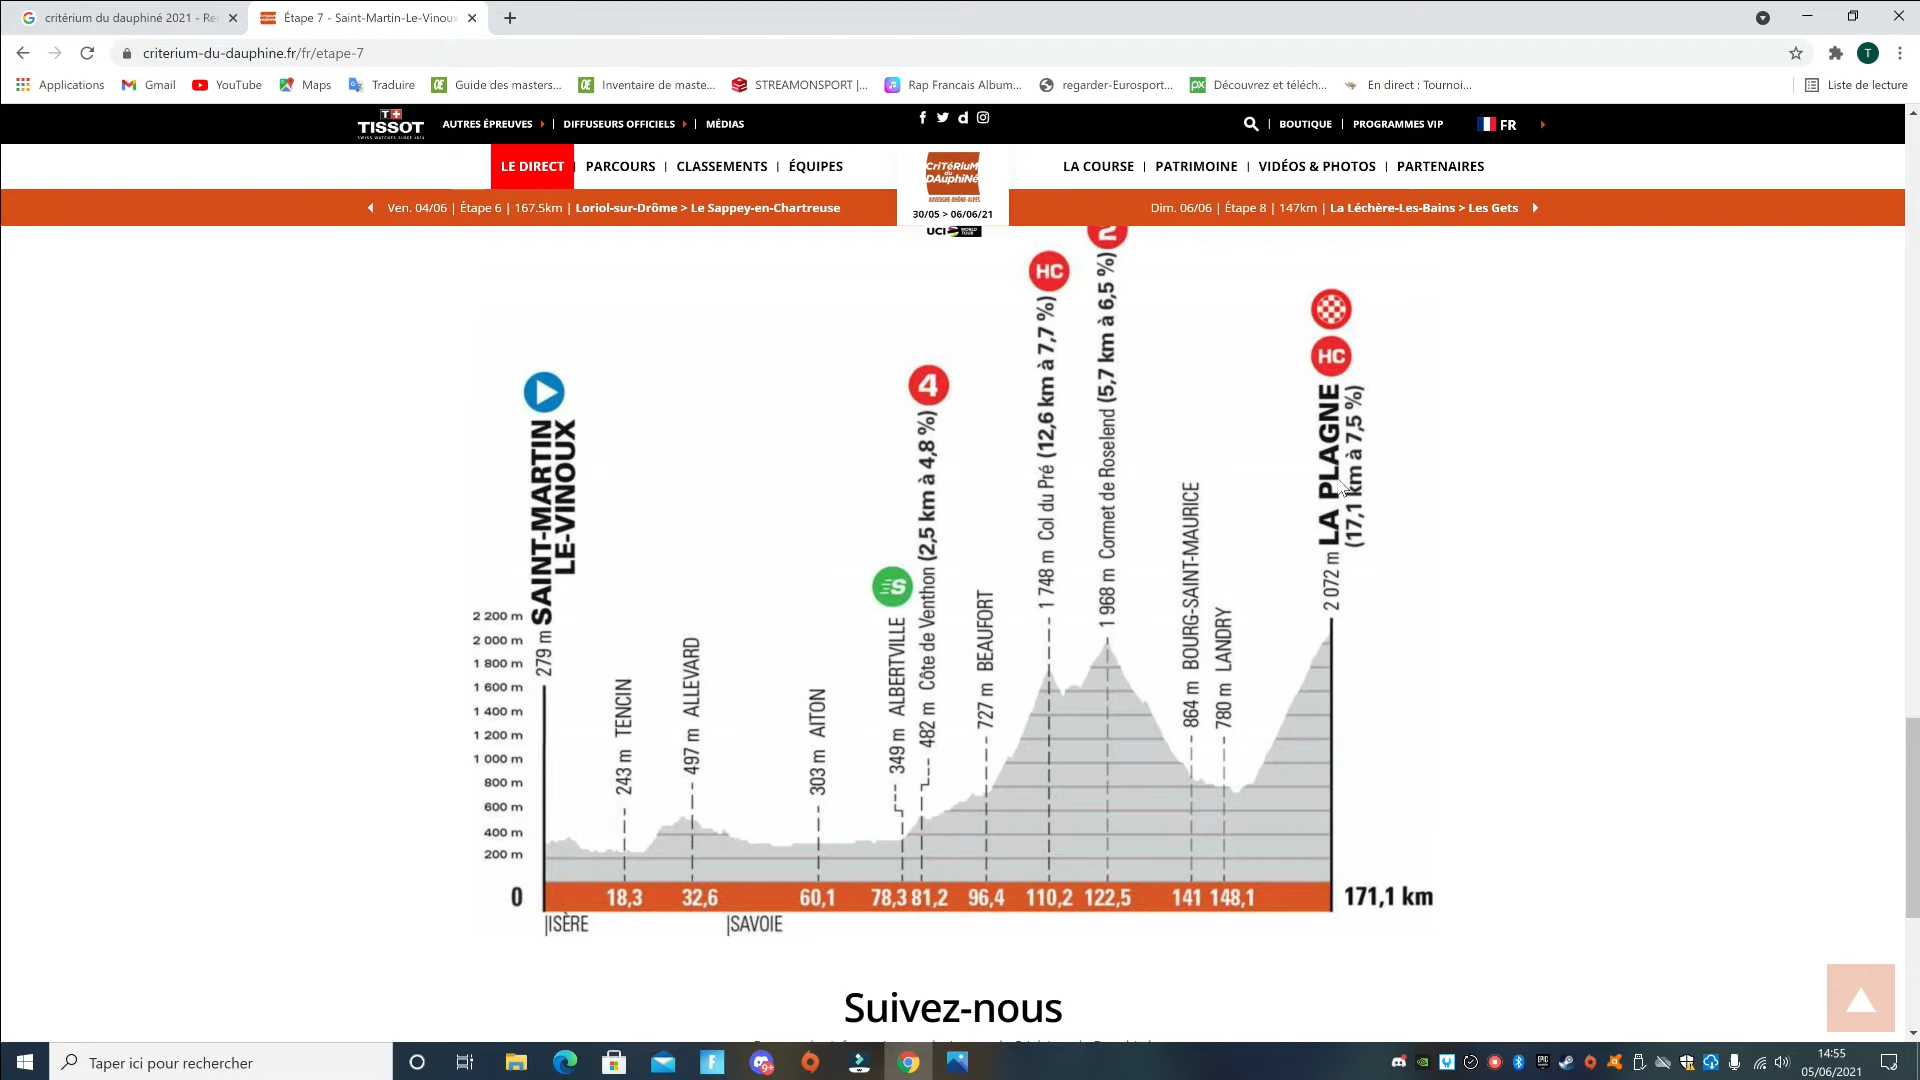 critérium du dauphiné 2021 - Re
Étape 7 - Saint-Martin-Le-Vinoux
criterium-du-dauphine.fr/fr/etape-7
T
Applications
Gmail
YouTube
Maps
Traduire
Guide des masters...
Inventaire de maste...
STREAMONSPORT |...
Rap Francais Album...
regarder-Eurosport...
Découvrez et téléch...
En direct : Tournoi...
Liste de lecture
TISSOT
AUTRES ÉPREUVES | DIFFUSEURS OFFICIELS | MÉDIAS
BOUTIQUE | PROGRAMMES VIP
FR
LE DIRECT | PARCOURS | CLASSEMENTS | ÉQUIPES
CRITÉRIUM
DU
DAUPHINÉ
AUVERGNE-RHÔNE-ALPES
30/05 > 06/06/21
UCI WORLD TOUR
LA COURSE | PATRIMOINE | VIDÉOS & PHOTOS | PARTENAIRES
Ven. 04/06 | Étape 6 | 167.5km | Loriol-sur-Drôme > Le Sappey-en-Chartreuse
Dim. 06/06 | Étape 8 | 147km | La Léchère-Les-Bains > Les Gets
279 m SAINT-MARTIN
LE-VINOUX
243 m TENCIN
497 m ALLEVARD
303 m AITON
S
349 m ALBERTVILLE
4
482 m Côte de Venthon (2,5 km à 4,8 %)
727 m BEAUFORT
HC
1 748 m Col du Pré (12,6 km à 7,7 %)
2
1 968 m Cormet de Roselend (5,7 km à 6,5 %)
864 m BOURG-SAINT-MAURICE
780 m LANDRY
HC
2 072 m LA PLAGNE
(17,1 km à 7,5 %)
2 200 m
2 000 m
1 800 m
1 600 m
1 400 m
1 200 m
1 000 m
800 m
600 m
400 m
200 m
0 18,3 32,6 60,1 78,3 81,2 96,4 110,2 122,5 141 148,1 171,1 km
|ISÈRE |SAVOIE
Suivez-nous
Taper ici pour rechercher
14:55
05/06/2021